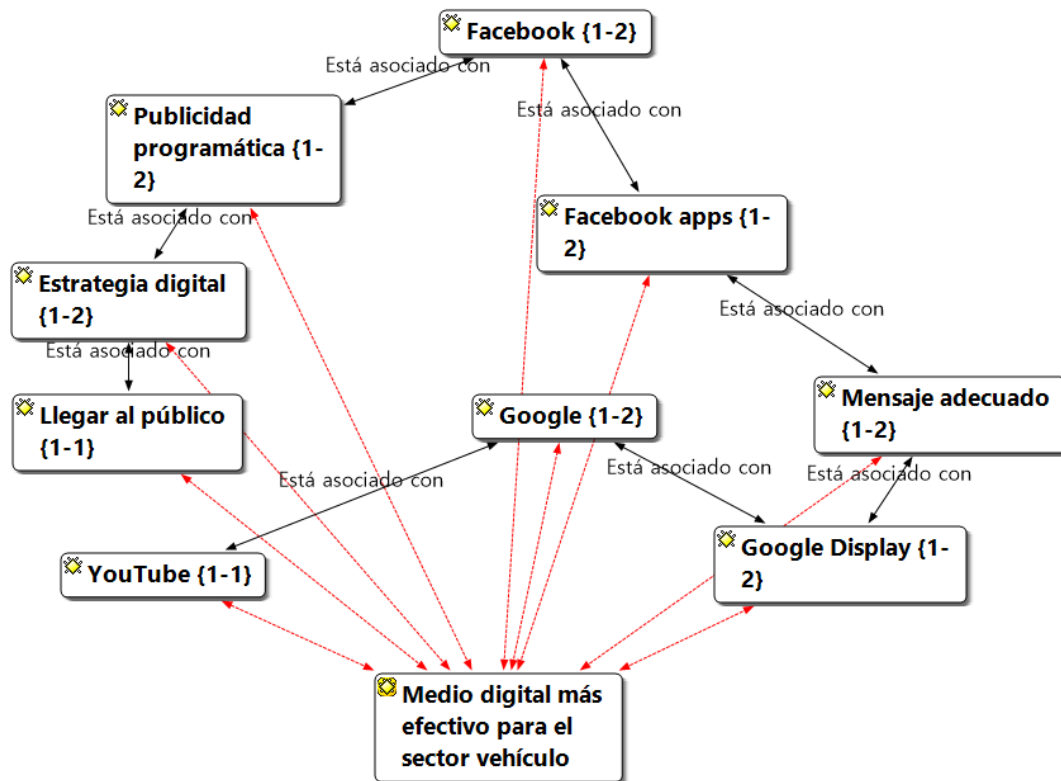 Facebook {1-2}
Está asociado con
Publicidad
programática {1-
2}
Está asociado con
Facebook apps {1-
2}
Está asociado con
Estrategia digital
{1-2}
Está asociado con
Está asociado con
Llegar al público
{1-1}
Google {1-2}
Mensaje adecuado
{1-2}
Está asociado con
Está asociado con
Está asociado con
YouTube {1-1}
Google Display {1-
2}
Medio digital más
efectivo para el
sector vehículo